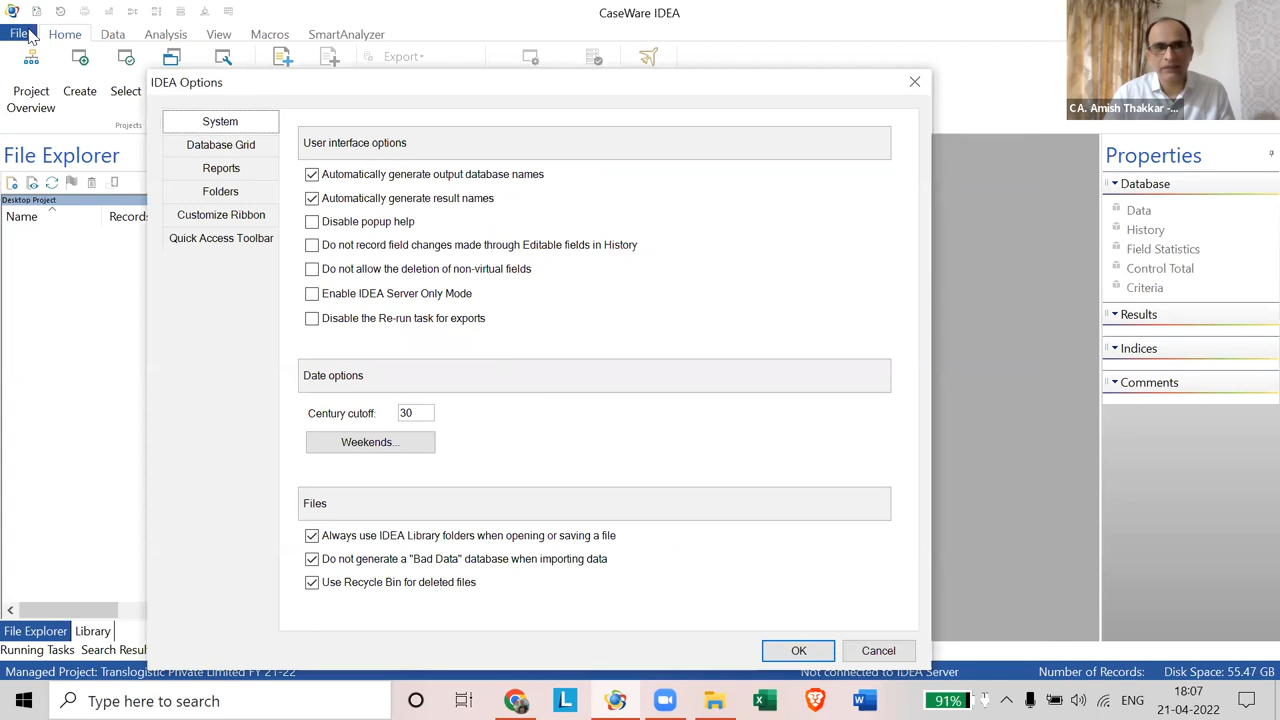 CaseWare IDEA
File
Home
Data
Analysis
View
Macros
SmartAnalyzer
Export
Project
Overview
Create
Select
Projects
CA. Amish Thakkar -...
IDEA Options
System
Database Grid
Reports
Folders
Customize Ribbon
Quick Access Toolbar
User interface options
Automatically generate output database names
Automatically generate result names
Disable popup help
Do not record field changes made through Editable fields in History
Do not allow the deletion of non-virtual fields
Enable IDEA Server Only Mode
Disable the Re-run task for exports
Date options
Century cutoff: 30
Weekends...
Files
Always use IDEA Library folders when opening or saving a file
Do not generate a "Bad Data" database when importing data
Use Recycle Bin for deleted files
OK
Cancel
File Explorer
Desktop Project
Name
Records
Properties
Database
Data
History
Field Statistics
Control Total
Criteria
Results
Indices
Comments
File Explorer
Library
Running Tasks
Search Resul
Managed Project: Translogistic Private Limited FY 21-22
Not connected to IDEA Server
Number of Records:
Disk Space: 55.47 GB
Type here to search
91%
ENG
18:07
21-04-2022